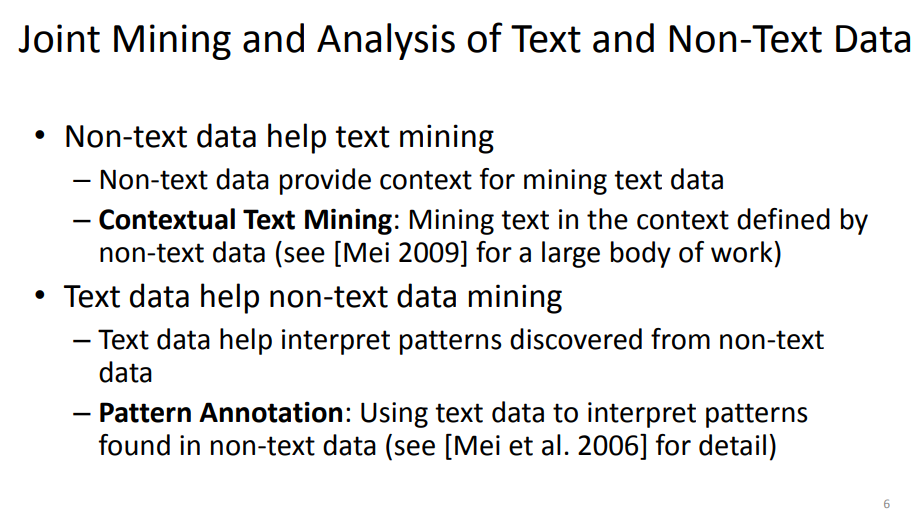 Joint Mining and Analysis of Text and Non-Text Data
• Non-text data help text mining
– Non-text data provide context for mining text data
– Contextual Text Mining: Mining text in the context defined by
non-text data (see [Mei 2009] for a large body of work)
• Text data help non-text data mining
– Text data help interpret patterns discovered from non-text
data
– Pattern Annotation: Using text data to interpret patterns
found in non-text data (see [Mei et al. 2006] for detail)
6